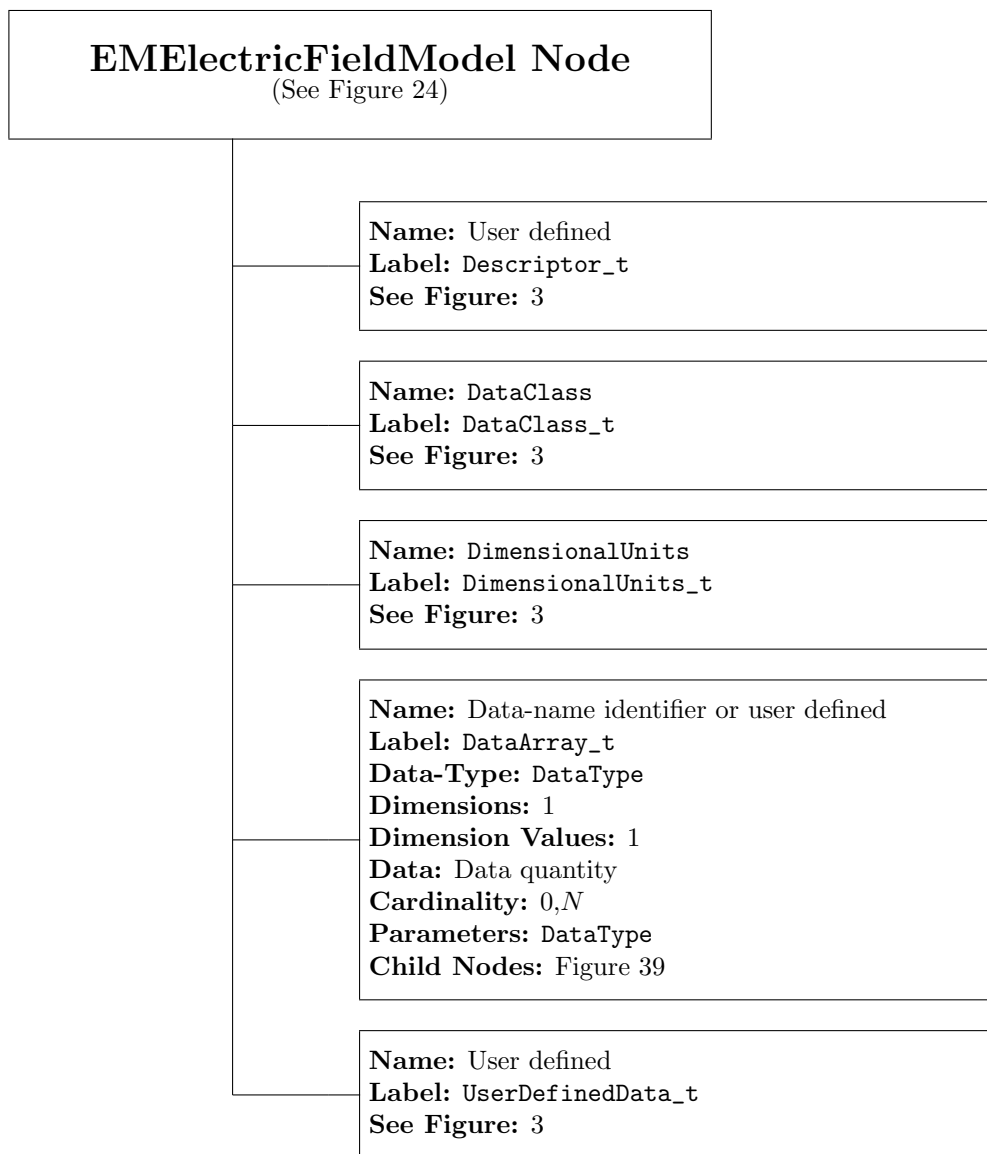 EMElectricFieldModel Node
(See Figure 24)
Name: User defined
Label: Descriptor_t
See Figure: 3
Name: DataClass
Label: DataClass_t
See Figure: 3
Name: DimensionalUnits
Label: DimensionalUnits_t
See Figure: 3
Name: Data-name identifier or user defined
Label: DataArray_t
Data-Type: DataType
Dimensions: 1
Dimension Values: 1
Data: Data quantity
Cardinality: 0,N
Parameters: DataType
Child Nodes: Figure 39
Name: User defined
Label: UserDefinedData_t
See Figure: 3